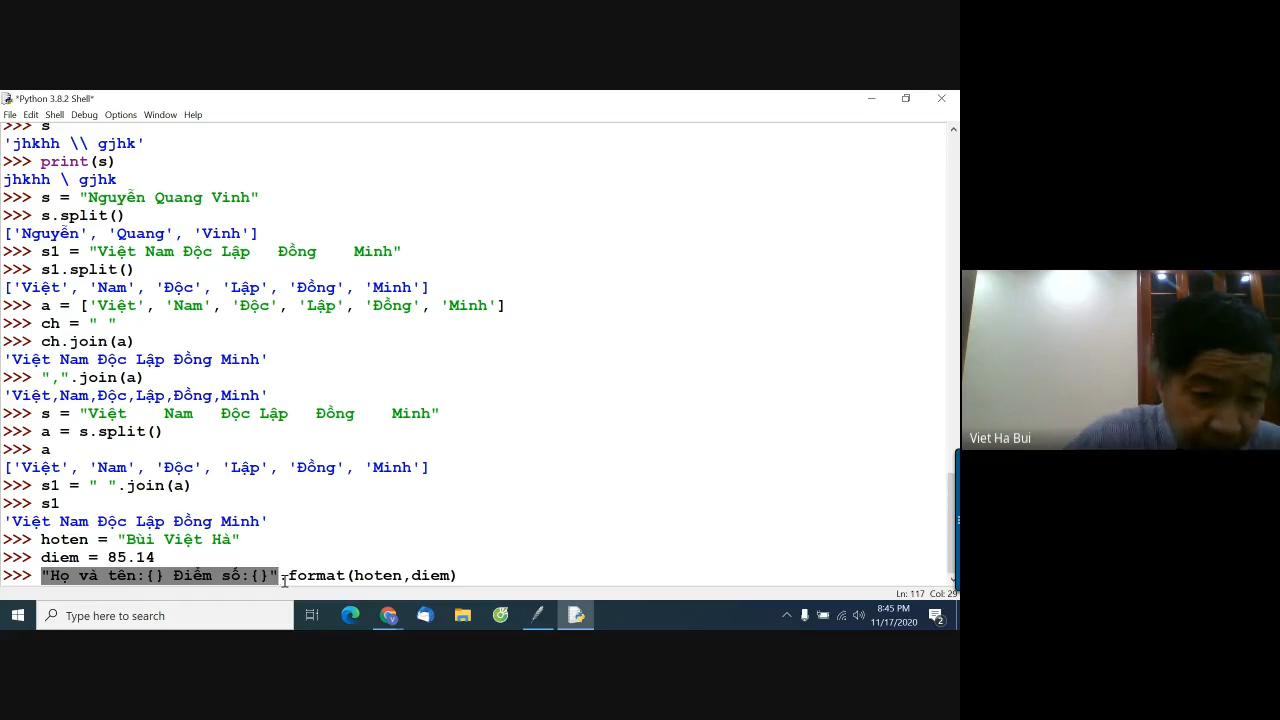 *Python 3.8.2 Shell*
File Edit Shell Debug Options Window Help
>>> s
'jhkhh \\ gjhk'
>>> print(s)
jhkhh \ gjhk
>>> s = "Nguyễn Quang Vinh"
>>> s.split()
['Nguyễn', 'Quang', 'Vinh']
>>> s1 = "Việt Nam Độc Lập   Đồng    Minh"
>>> s1.split()
['Việt', 'Nam', 'Độc', 'Lập', 'Đồng', 'Minh']
>>> a = ['Việt', 'Nam', 'Độc', 'Lập', 'Đồng', 'Minh']
>>> ch = " "
>>> ch.join(a)
'Việt Nam Độc Lập Đồng Minh'
>>> ",".join(a)
'Việt,Nam,Độc,Lập,Đồng,Minh'
>>> s = "Việt    Nam   Độc Lập   Đồng    Minh"
>>> a = s.split()
>>> a
['Việt', 'Nam', 'Độc', 'Lập', 'Đồng', 'Minh']
>>> s1 = " ".join(a)
>>> s1
'Việt Nam Độc Lập Đồng Minh'
>>> hoten = "Bùi Việt Hà"
>>> diem = 85.14
>>> "Họ và tên:{} Điểm số:{}".format(hoten,diem)
Ln: 117 Col: 29
Type here to search
8:45 PM
11/17/2020
2
Viet Ha Bui